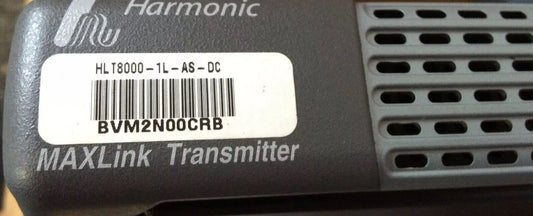 Harmonic
HLT8000-1L-AS-DC
BVM2N00CRB
MAXLink Transmitter